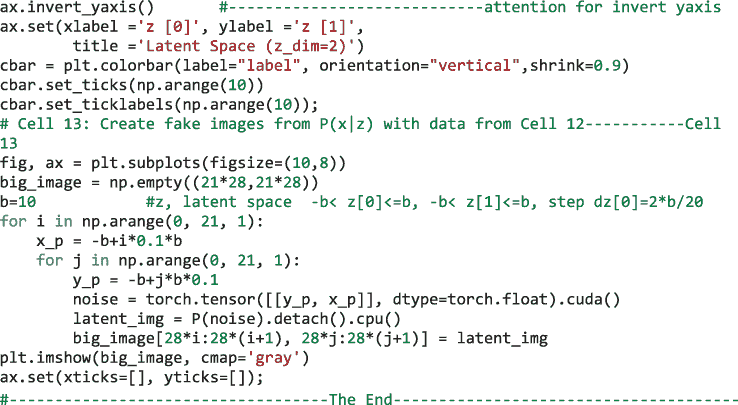 ax.invert_yaxis()        #---------------------------attention for invert yaxis
ax.set(xlabel ='z [0]', ylabel ='z [1]',
        title ='Latent Space (z_dim=2)')
cbar = plt.colorbar(label="label", orientation="vertical",shrink=0.9)
cbar.set_ticks(np.arange(10))
cbar.set_ticklabels(np.arange(10));
# Cell 13: Create fake images from P(x|z) with data from Cell 12-----------Cell
13
fig, ax = plt.subplots(figsize=(10,8))
big_image = np.empty((21*28,21*28))
b=10            #z, latent space  -b< z[0]<=b, -b< z[1]<=b, step dz[0]=2*b/20
for i in np.arange(0, 21, 1):
    x_p = -b+i*0.1*b
    for j in np.arange(0, 21, 1):
        y_p = -b+j*b*0.1
        noise = torch.tensor([[y_p, x_p]], dtype=torch.float).cuda()
        latent_img = P(noise).detach().cpu()
        big_image[28*i:28*(i+1), 28*j:28*(j+1)] = latent_img
plt.imshow(big_image, cmap='gray')
ax.set(xticks=[], yticks=[]);
#----------------------------------The End-------------------------------------